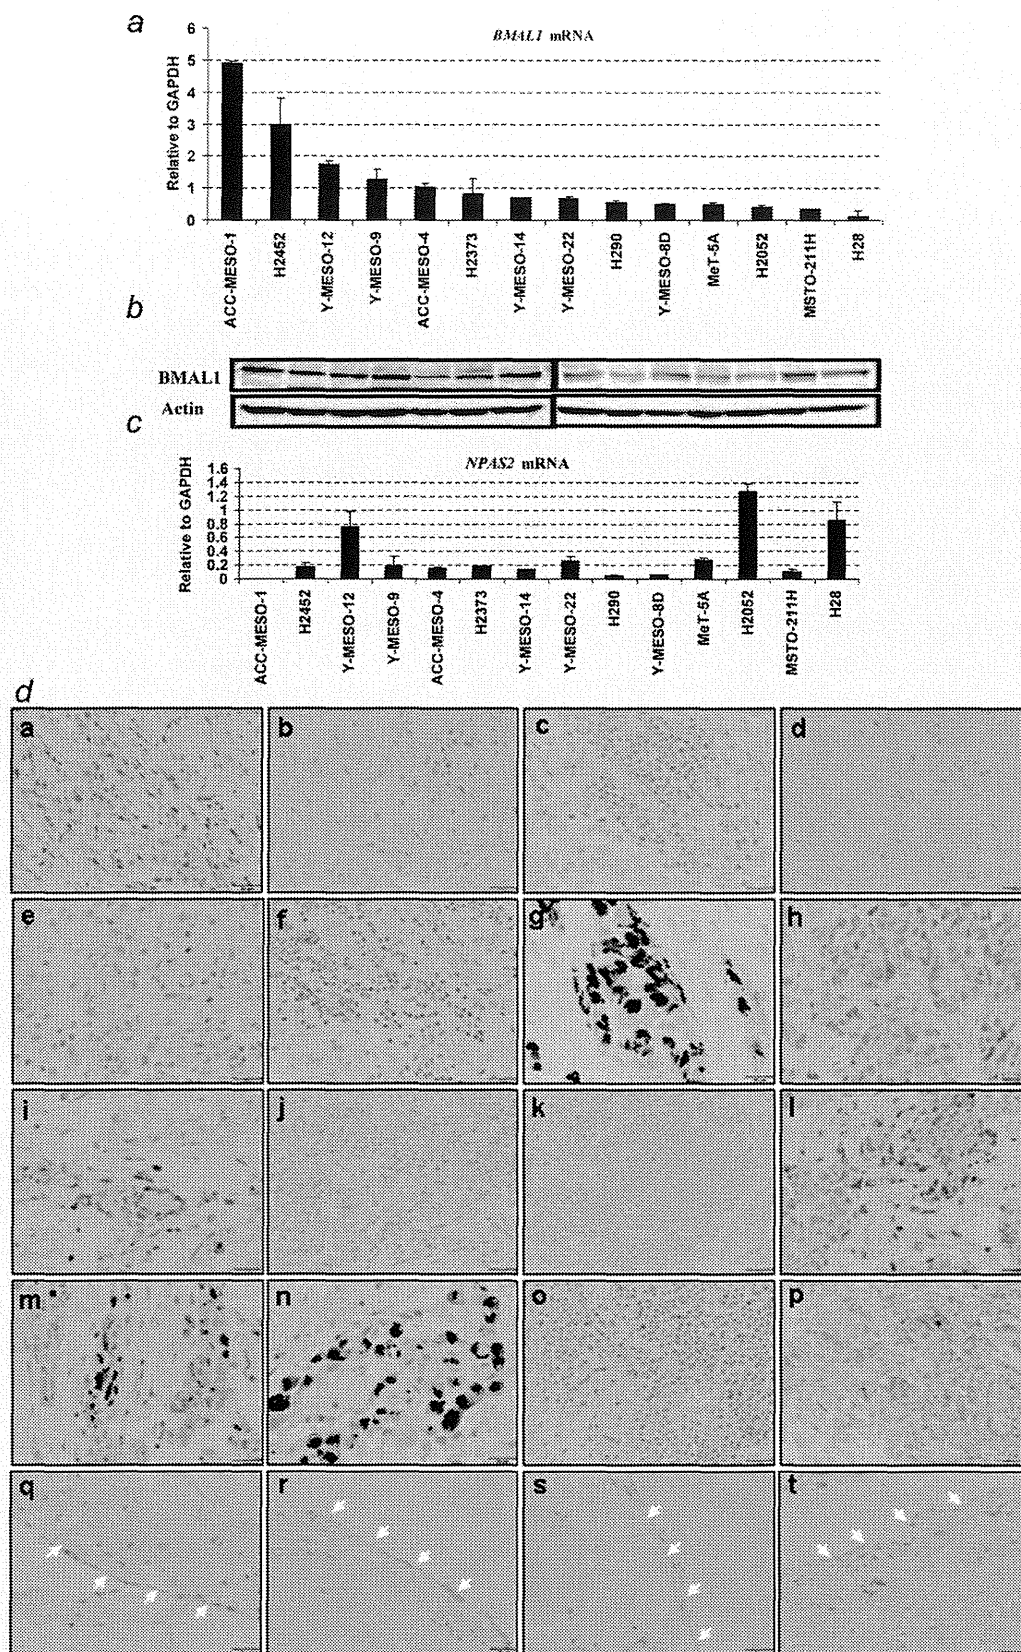 a
BMAL1 mRNA
Relative to GAPDH
6
5
4
3
2
1
0
ACC-MESO-1
H2452
Y-MESO-12
Y-MESO-9
ACC-MESO-4
H2373
Y-MESO-14
Y-MESO-22
H290
Y-MESO-8D
MeT-5A
H2052
MSTO-211H
H28
b
BMAL1
Actin
c
NPAS2 mRNA
Relative to GAPDH
1.6
1.4
1.2
1
0.8
0.6
0.4
0.2
0
ACC-MESO-1
H2452
Y-MESO-12
Y-MESO-9
ACC-MESO-4
H2373
Y-MESO-14
Y-MESO-22
H290
Y-MESO-8D
MeT-5A
H2052
MSTO-211H
H28
d
a b c d
e f g h
i j k l
m n o p
q r s t